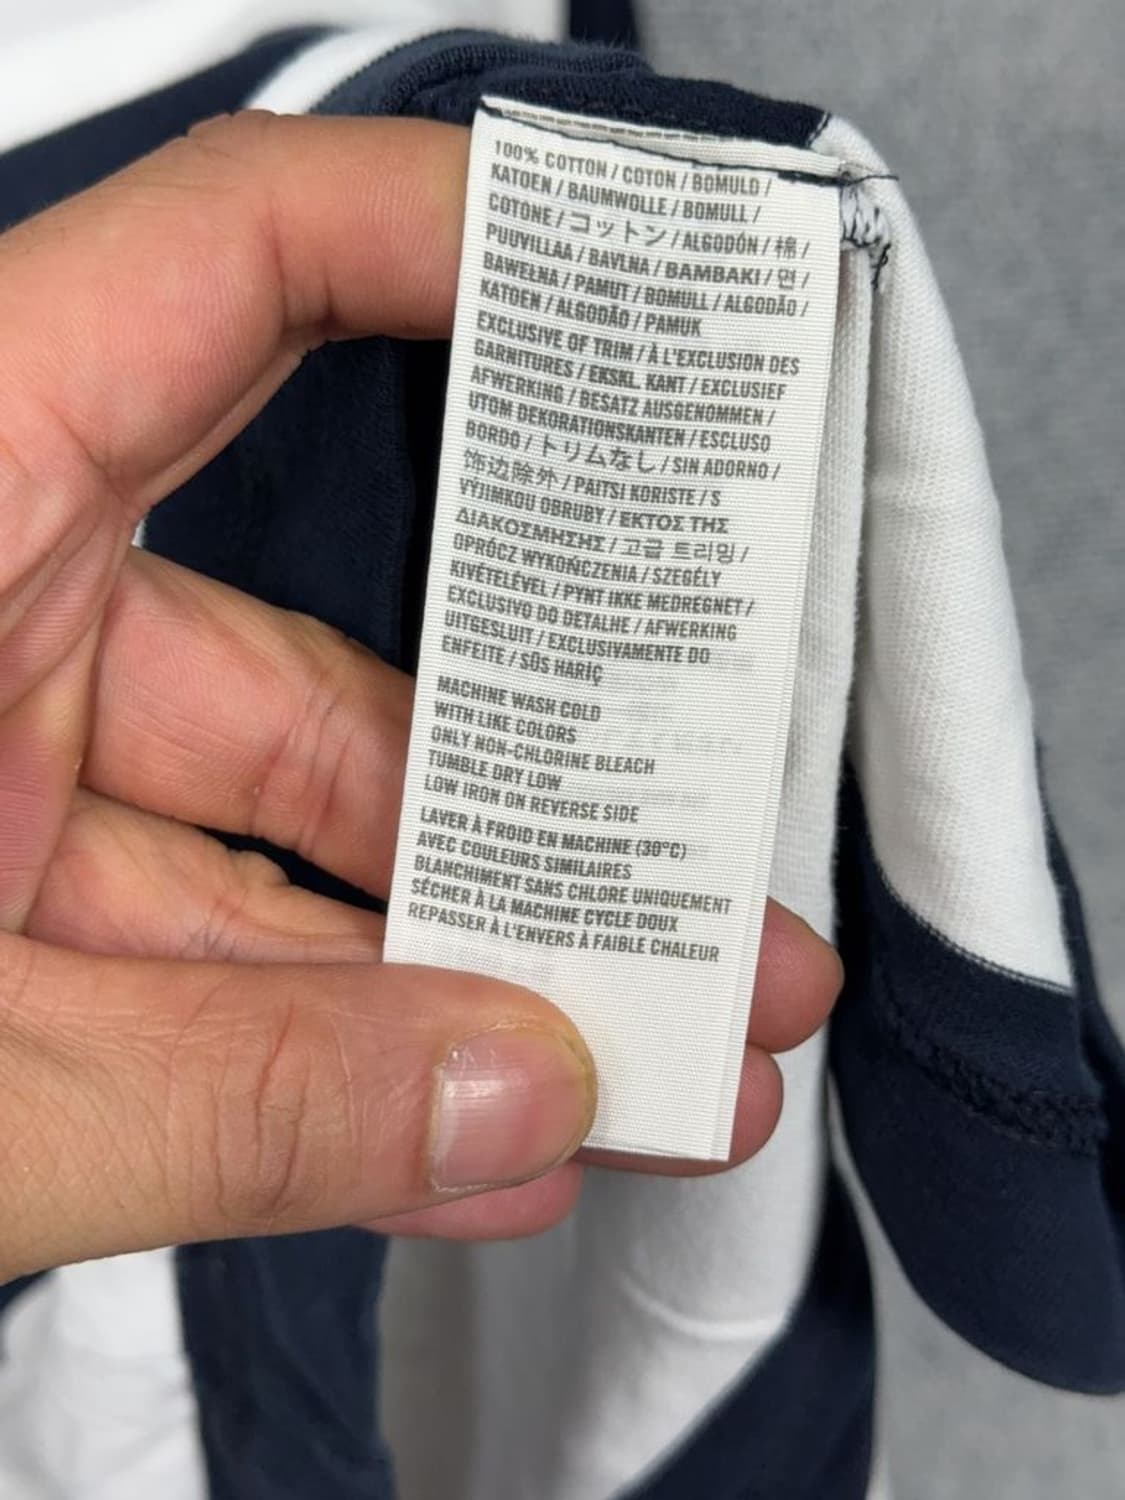 100% COTTON / COTON / BOMULD /
KATOEN / BAUMWOLLE / BOMULL /
COTONE / コットン / ALGODÓN / 棉 /
PUUVILLAA / BAVLNA / BAMBAKI / 면 /
BAWEŁNA / PAMUT / BOMULL / ALGODÃO /
KATOEN / ALGODÃO / PAMUK
EXCLUSIVE OF TRIM / À L'EXCLUSION DES
GARNITURES / EKSKL. KANT / EXCLUSIEF
AFWERKING / BESATZ AUSGENOMMEN /
UTOM DEKORATIONSKANTEN / ESCLUSO
BORDO / トリムなし / SIN ADORNO /
饰边除外 / PAITSI KORISTE / S
VÝJIMKOU OBRUBY / ΕΚΤΟΣ ΤΗΣ
ΔΙΑΚΟΣΜΗΣΗΣ / 고급 트리밍 /
OPRÓCZ WYKOŃCZENIA / SZEGÉLY
KIVÉTELÉVEL / PYNT IKKE MEDREGNET /
EXCLUSIVO DO DETALHE / AFWERKING
UITGESLUIT / EXCLUSIVAMENTE DO
ENFEITE / SÜS HARİÇ
MACHINE WASH COLD
WITH LIKE COLORS
ONLY NON-CHLORINE BLEACH
TUMBLE DRY LOW
LOW IRON ON REVERSE SIDE
LAVER À FROID EN MACHINE (30°C)
AVEC COULEURS SIMILAIRES
BLANCHIMENT SANS CHLORE UNIQUEMENT
SÉCHER À LA MACHINE CYCLE DOUX
REPASSER À L'ENVERS À FAIBLE CHALEUR